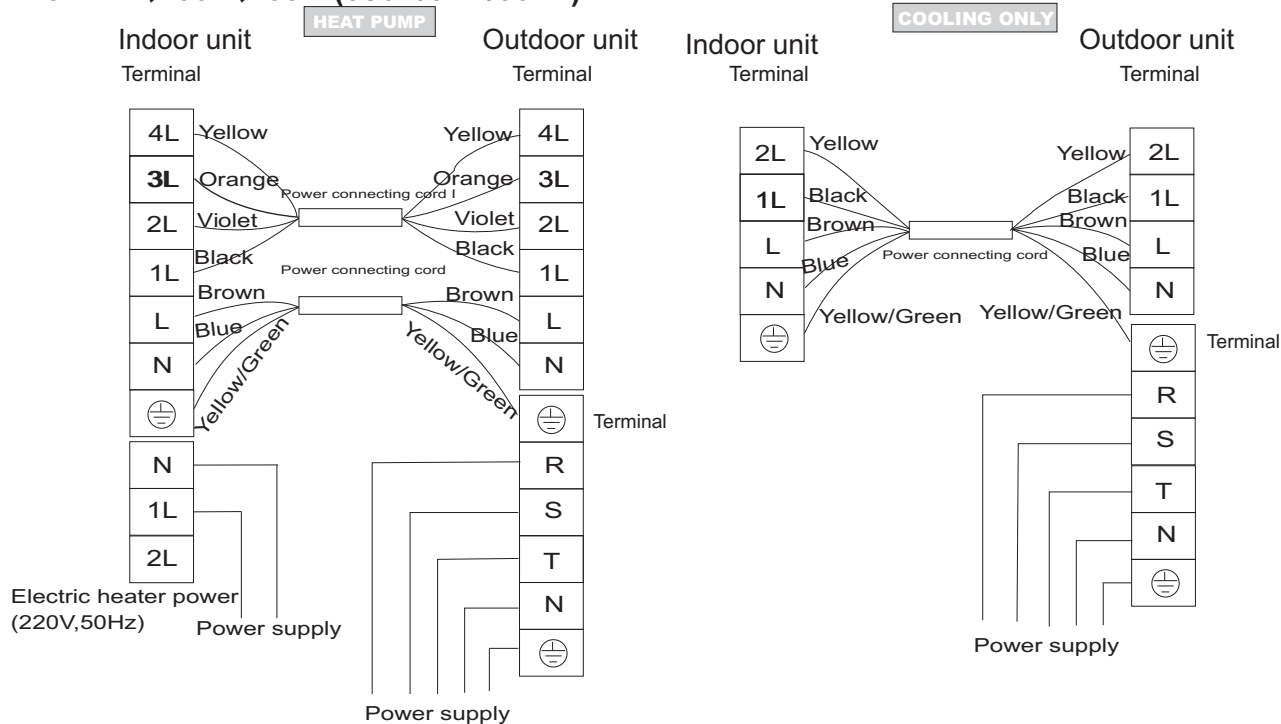 HEAT PUMP
Indoor unit
Outdoor unit
Terminal
Terminal
4L
Yellow
Yellow
4L
3L
Orange
Power connecting cord I
Orange
3L
2L
Violet
Violet
2L
1L
Black
Black
1L
Power connecting cord
L
Brown
Brown
L
N
Blue
Blue
N
Yellow/Green
Yellow/Green
Terminal
N
1L
2L
R
S
T
N
Electric heater power
(220V,50Hz)
Power supply
Power supply
COOLING ONLY
Indoor unit
Outdoor unit
Terminal
Terminal
2L
Yellow
Yellow
2L
1L
Black
Black
1L
L
Brown
Brown
L
Power connecting cord
N
Blue
Blue
N
Yellow/Green
Yellow/Green
Terminal
R
S
T
N
Power supply